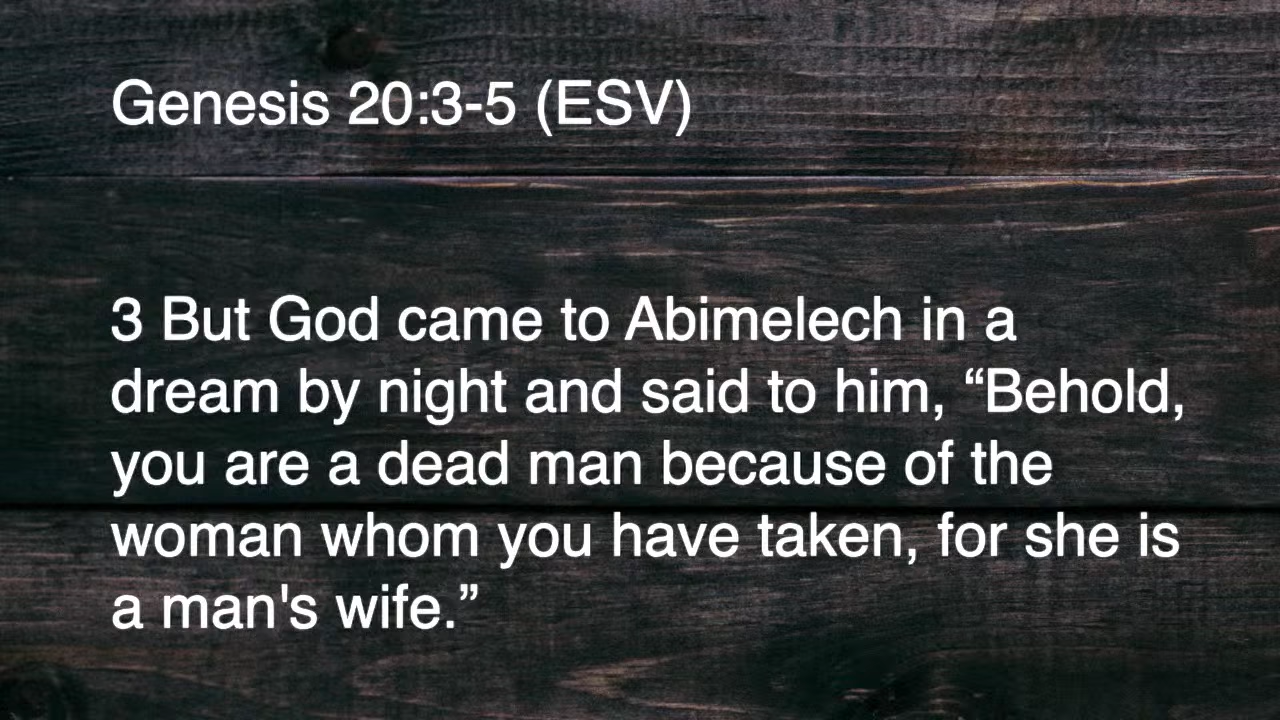 Genesis 20:3-5 (ESV)
3 But God came to Abimelech in a
dream by night and said to him, “Behold,
you are a dead man because of the
woman whom you have taken, for she is
a man's wife.”